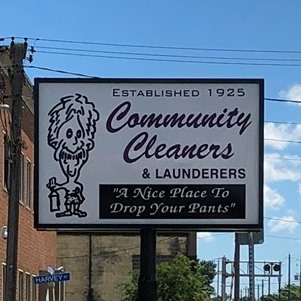 ESTABLISHED 1925
Community
Cleaners
& LAUNDERERS
"A Nice Place To
Drop Your Pants"
HARVEY